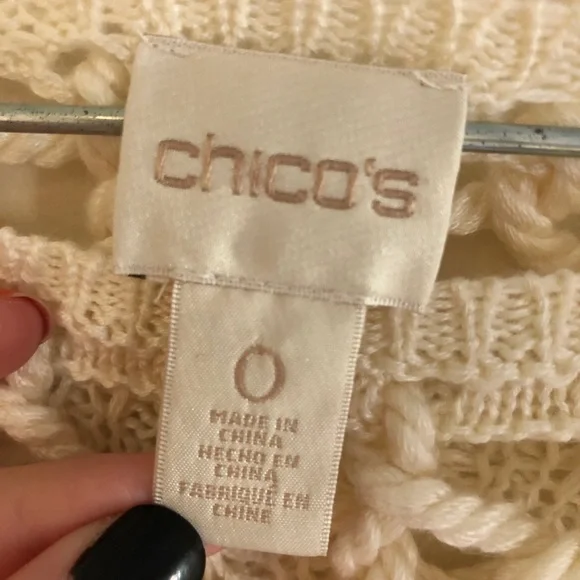 chico's
0
MADE IN
CHINA
HECHO EN
CHINA
FABRIQUÉ EN
CHINE